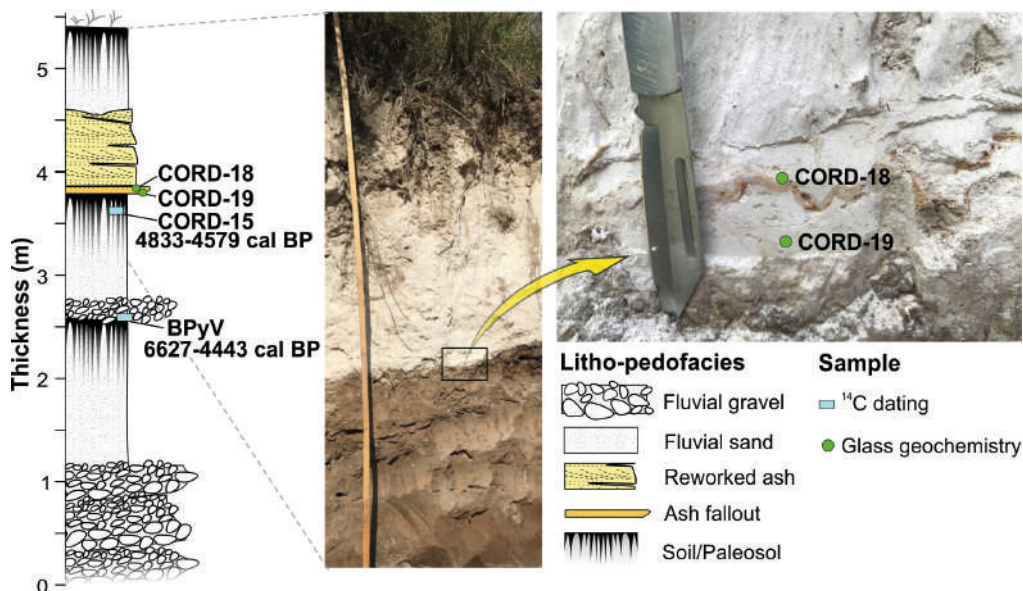 Thickness (m)
5
4
3
2
1
0
CORD-18
CORD-19
CORD-15
4833-4579 cal BP
BPyV
6627-4443 cal BP
CORD-18
CORD-19
Litho-pedofacies
Fluvial gravel
Fluvial sand
Reworked ash
Ash fallout
Soil/Paleosol
Sample
¹⁴C dating
Glass geochemistry